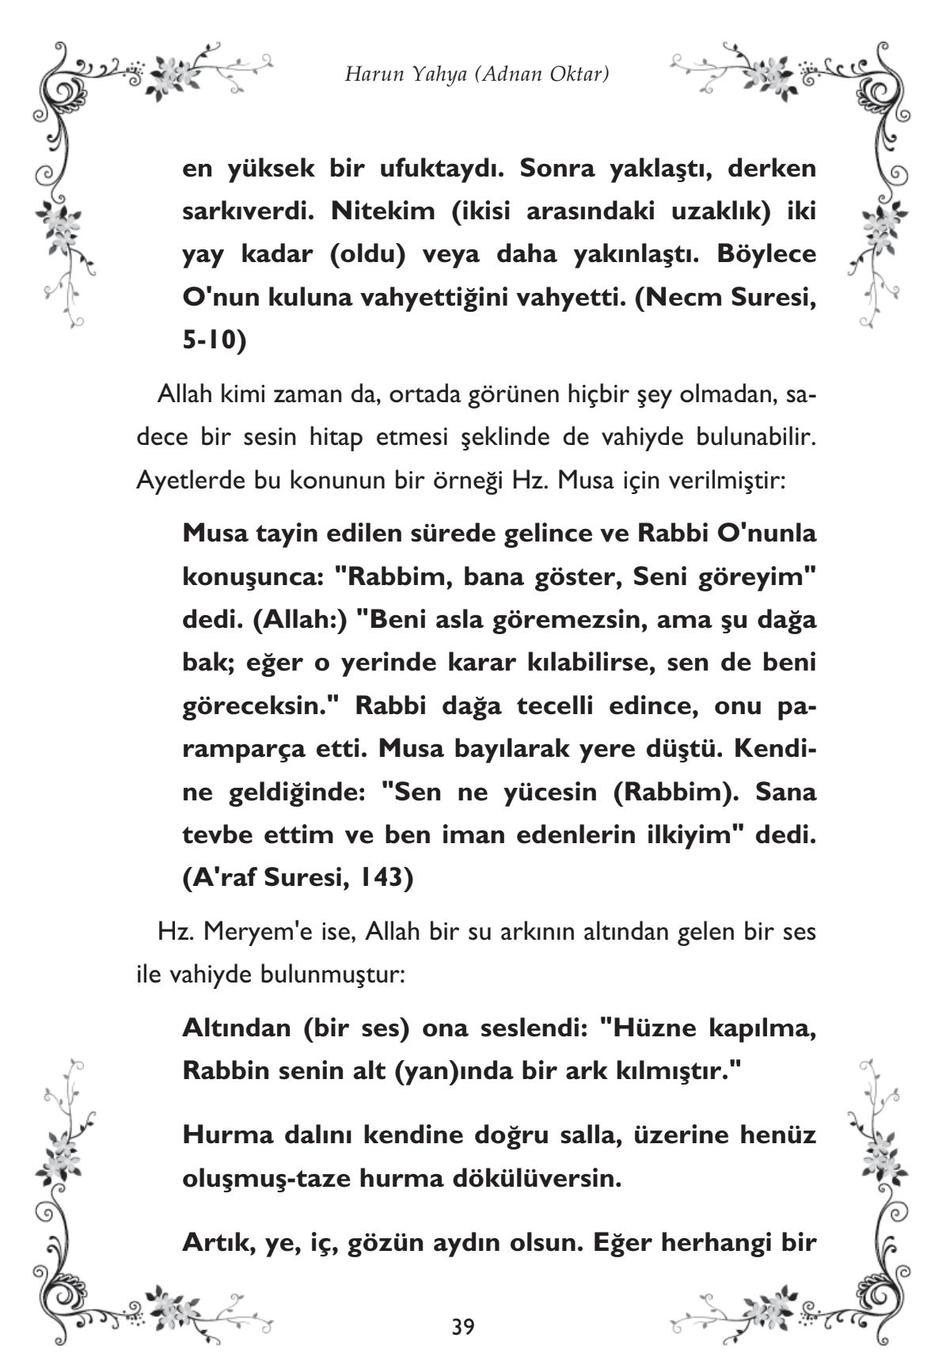 Harun Yahya (Adnan Oktar)
en yüksek bir ufuktaydı. Sonra yaklaştı, derken
sarkıverdi. Nitekim (ikisi arasındaki uzaklık) iki
yay kadar (oldu) veya daha yakınlaştı. Böylece
O'nun kuluna vahyettiğini vahyetti. (Necm Suresi,
5-10)
Allah kimi zaman da, ortada görünen hiçbir şey olmadan, sa-
dece bir sesin hitap etmesi şeklinde de vahiyde bulunabilir.
Ayetlerde bu konunun bir örneği Hz. Musa için verilmiştir:
Musa tayin edilen sürede gelince ve Rabbi O'nunla
konuşunca: "Rabbim, bana göster, Seni göreyim"
dedi. (Allah:) "Beni asla göremezsin, ama şu dağa
bak; eğer o yerinde karar kılabilirse, sen de beni
göreceksin." Rabbi dağa tecelli edince, onu pa-
ramparça etti. Musa bayılarak yere düştü. Kendi-
ne geldiğinde: "Sen ne yücesin (Rabbim). Sana
tevbe ettim ve ben iman edenlerin ilkiyim" dedi.
(A'raf Suresi, 143)
Hz. Meryem'e ise, Allah bir su arkının altından gelen bir ses
ile vahiyde bulunmuştur:
Altından (bir ses) ona seslendi: "Hüzne kapılma,
Rabbin senin alt (yan)ında bir ark kılmıştır."
Hurma dalını kendine doğru salla, üzerine henüz
oluşmuş-taze hurma dökülüversin.
Artık, ye, iç, gözün aydın olsun. Eğer herhangi bir
39